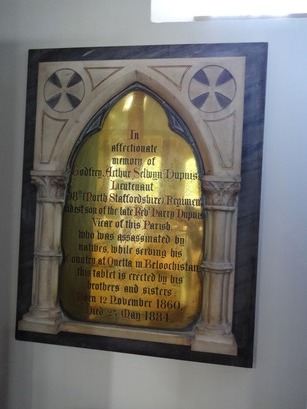 In
affectionate
memory of
Godfrey Arthur Selwyn Dupuis
Lieutenant
(North Staffordshire) Regiment
son of the late Revd Harry Dupuis
Vicar of this Parish
who was assassinated by
natives, while serving his
Country at Quetta in Beloochistan
this tablet is erected by his
brothers and sisters
Born 12 November 1860
Died May 1884